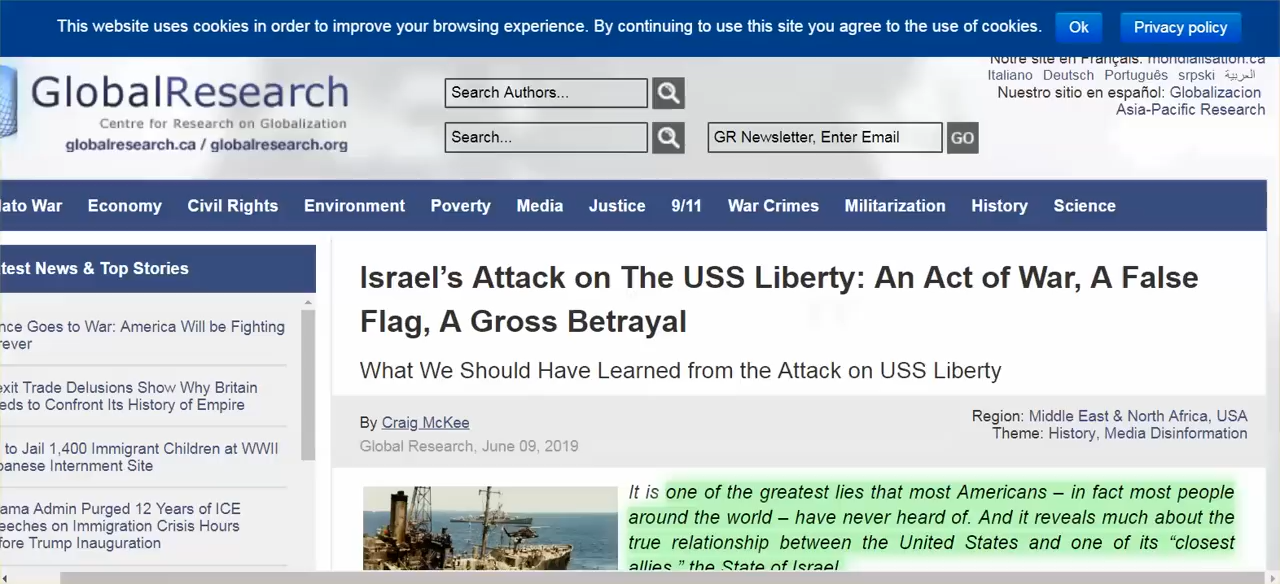 This website uses cookies in order to improve your browsing experience. By continuing to use this site you agree to the use of cookies.
Ok
Privacy policy
GlobalResearch
Centre for Research on Globalization
globalresearch.ca / globalresearch.org
Search Authors...
Search...
GR Newsletter, Enter Email
GO
Notre site en Français: mondialisation.ca
Italiano Deutsch Português srpski العربية
Nuestro sitio en español: Globalizacion
Asia-Pacific Research
War Economy Civil Rights Environment Poverty Media Justice 9/11 War Crimes Militarization History Science
News & Top Stories
Goes to War: America Will be Fighting
Trade Delusions Show Why Britain
to Confront Its History of Empire
to Jail 1,400 Immigrant Children at WWII
Internment Site
Admin Purged 12 Years of ICE
on Immigration Crisis Hours
Trump Inauguration
Israel’s Attack on The USS Liberty: An Act of War, A False
Flag, A Gross Betrayal
What We Should Have Learned from the Attack on USS Liberty
By Craig McKee
Global Research, June 09, 2019
Region: Middle East & North Africa, USA
Theme: History, Media Disinformation
It is one of the greatest lies that most Americans – in fact most people
around the world – have never heard of. And it reveals much about the
true relationship between the United States and one of its “closest
allies,” the State of Israel.